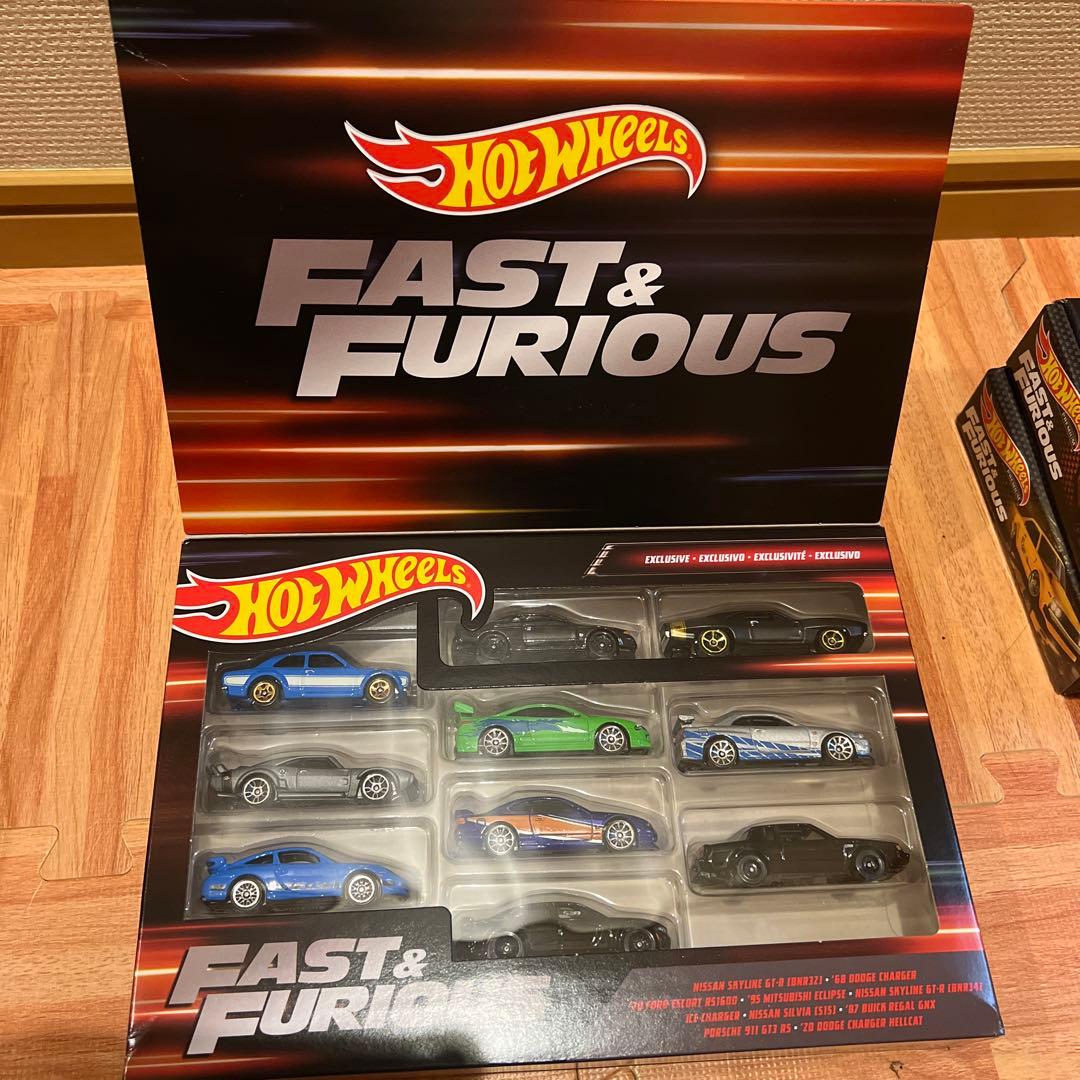 HOT WHEELS
FAST &
FURIOUS
HOT WHEELS
EXCLUSIVE · EXCLUSIVO · EXCLUSIVITÉ · EXCLUSIVO
FAST &
FURIOUS
NISSAN SKYLINE GT-R (BNR32) • '68 DODGE CHARGER
'70 FORD ESCORT RS1600 • '95 MITSUBISHI ECLIPSE • NISSAN SKYLINE GT-R (BNR34)
ICE CHARGER • NISSAN SILVIA (S15) • '87 BUICK REGAL GNX
PORSCHE 911 GT3 RS • '20 DODGE CHARGER HELLCAT
HOT WHEELS
FAST &
FURIOUS
HOT WHEELS
FAST &
FURIOUS